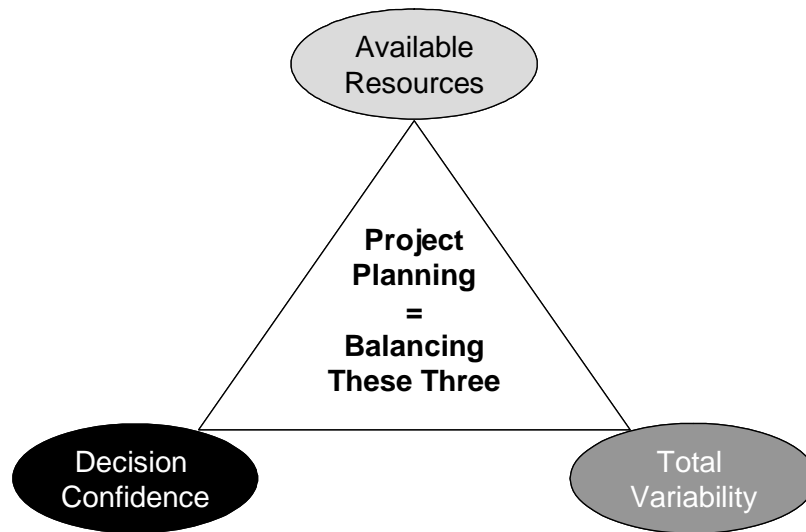 Available
Resources
Project
Planning
=
Balancing
These Three
Decision
Confidence
Total
Variability